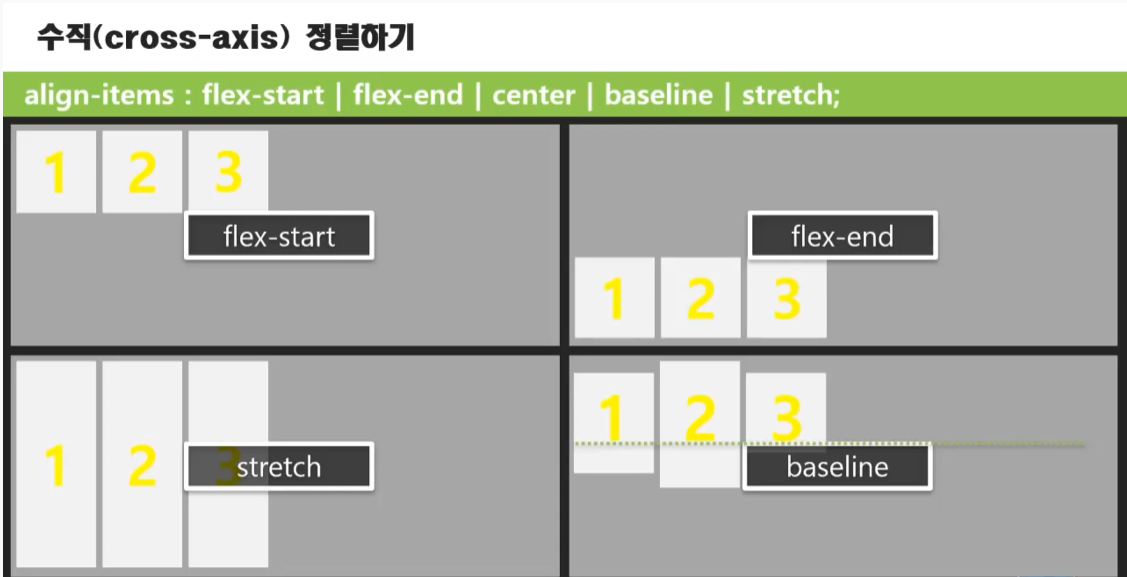 수직(cross-axis) 정렬하기
align-items : flex-start | flex-end | center | baseline | stretch;
1 2 3
flex-start
flex-end
1 2 3
1 2 3
stretch
1 2 3
baseline